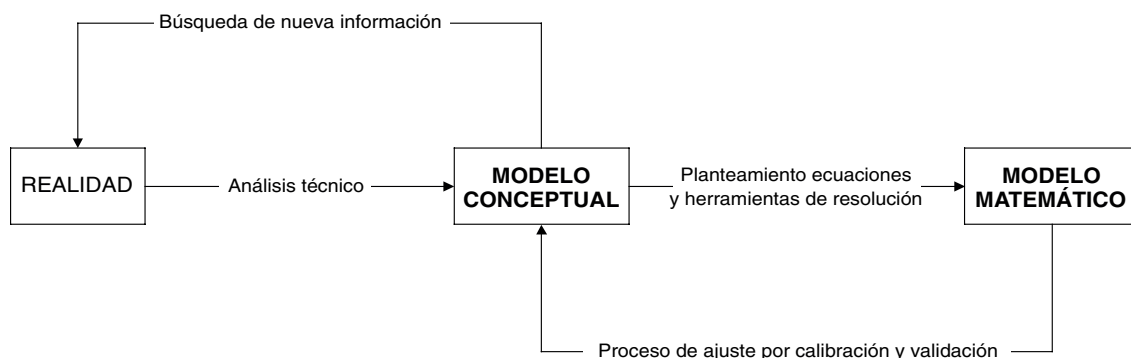 Búsqueda de nueva información
REALIDAD
Análisis técnico
MODELO
CONCEPTUAL
Planteamiento ecuaciones
y herramientas de resolución
MODELO
MATEMÁTICO
Proceso de ajuste por calibración y validación